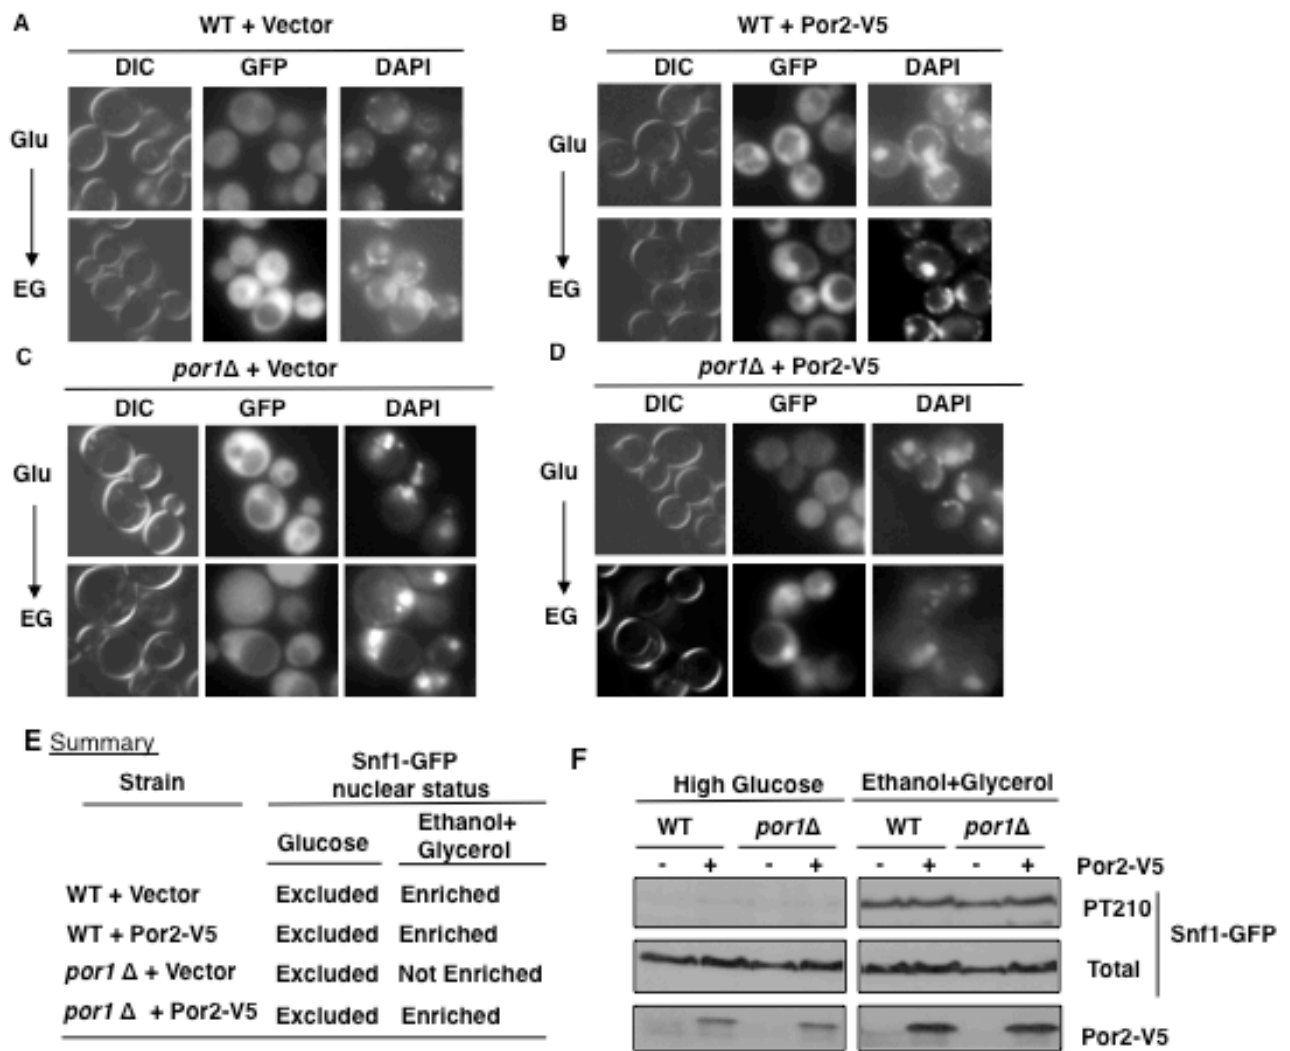 A
WT + Vector
DIC GFP DAPI
Glu
EG
B
WT + Por2-V5
DIC GFP DAPI
Glu
EG
C
por1Δ + Vector
DIC GFP DAPI
Glu
EG
D
por1Δ + Por2-V5
DIC GFP DAPI
Glu
EG
E Summary
Strain
Snf1-GFP
nuclear status
Glucose
Ethanol+
Glycerol
WT + Vector Excluded Enriched
WT + Por2-V5 Excluded Enriched
por1 Δ + Vector Excluded Not Enriched
por1 Δ + Por2-V5 Excluded Enriched
F
High Glucose Ethanol+Glycerol
WT por1Δ WT por1Δ
- + - + - + - + Por2-V5
PT210
Snf1-GFP
Total
Por2-V5